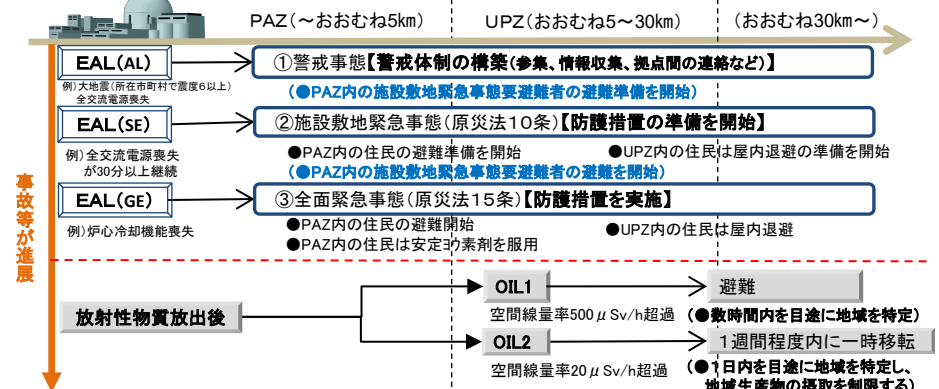 PAZ(～おおむね5km) UPZ(おおむね5～30km) (おおむね30km～)
EAL(AL)
①警戒事態【警戒体制の構築(参集、情報収集、拠点間の連絡など)】
例）大地震（所在市町村で震度6以上）
全交流電源喪失
(●PAZ内の施設敷地緊急事態要避難者の避難準備を開始)
EAL(SE)
②施設敷地緊急事態(原災法10条)【防護措置の準備を開始】
例）全交流電源喪失
が30分以上継続
●PAZ内の住民の避難準備を開始 ●UPZ内の住民は屋内退避の準備を開始
(●PAZ内の施設敷地緊急事態要避難者の避難を開始)
EAL(GE)
③全面緊急事態(原災法15条)【防護措置を実施】
例）炉心冷却機能喪失
●PAZ内の住民の避難開始 ●UPZ内の住民は屋内退避
●PAZ内の住民は安定ﾖｳ素剤を服用
事故等が進展
放射性物質放出後
OIL1 避難
空間線量率500μSv/h超過 (●数時間内を目途に地域を特定)
OIL2 1週間程度内に一時移転
空間線量率20μSv/h超過 (●1日内を目途に地域を特定し、
地域生産物の摂取を制限する)